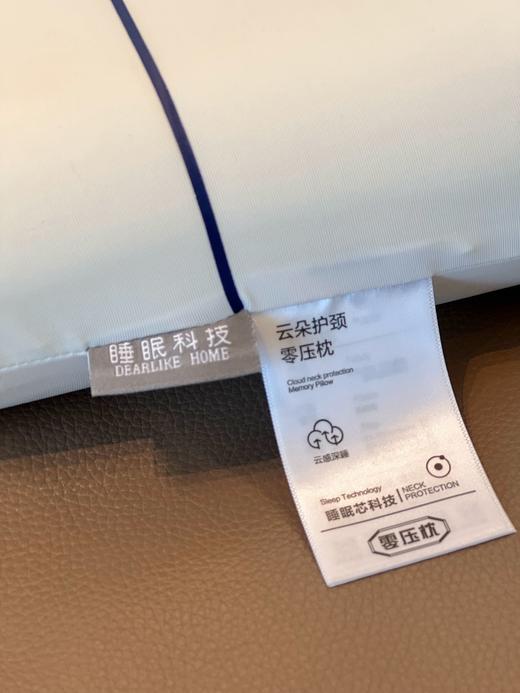 睡眠科技
DEARLIKE HOME
云朵护颈
零压枕
Cloud neck protection
Memory Pillow
云感深睡
Sleep Technology
睡眠芯科技
NECK
PROTECTION
零压枕